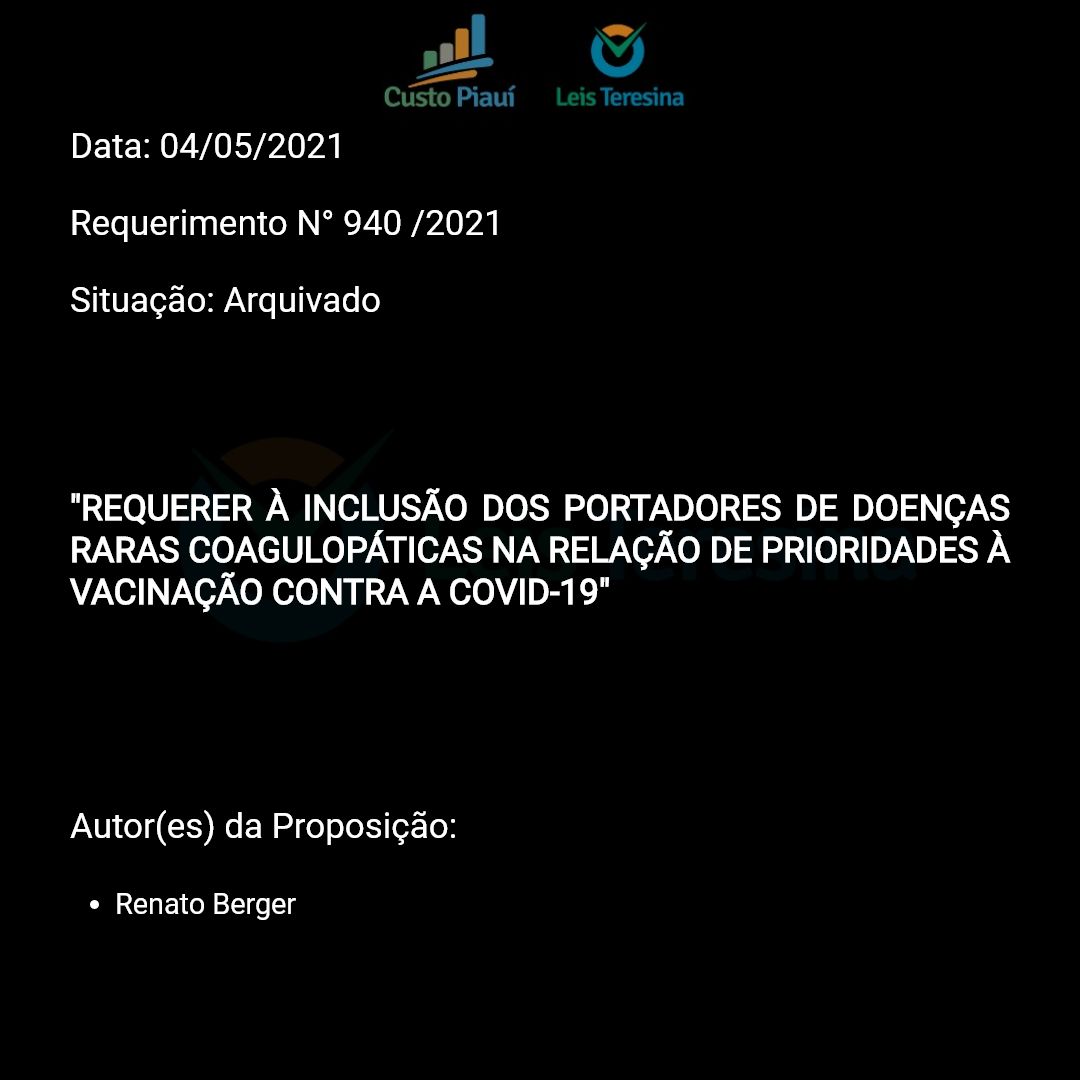 Custo Piauí Leis Teresina
Data: 04/05/2021
Requerimento N° 940 /2021
Situação: Arquivado
"REQUERER À INCLUSÃO DOS PORTADORES DE DOENÇAS
RARAS COAGULOPÁTICAS NA RELAÇÃO DE PRIORIDADES À
VACINAÇÃO CONTRA A COVID-19"
Autor(es) da Proposição:
• Renato Berger